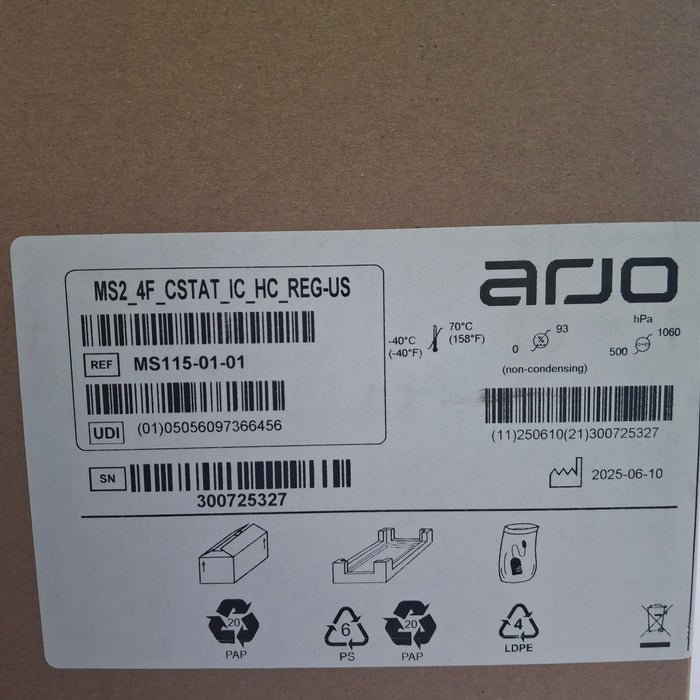 arjo
MS2_4F_CSTAT_IC_HC_REG-US
REF MS115-01-01
UDI (01)05056097366456
SN
300725327
-40°C
(-40°F)
70°C
(158°F)
0
%
93
(non-condensing)
hPa
500
1060
(11)250610(21)300725327
2025-06-10
20
PAP
6
PS
20
PAP
4
LDPE